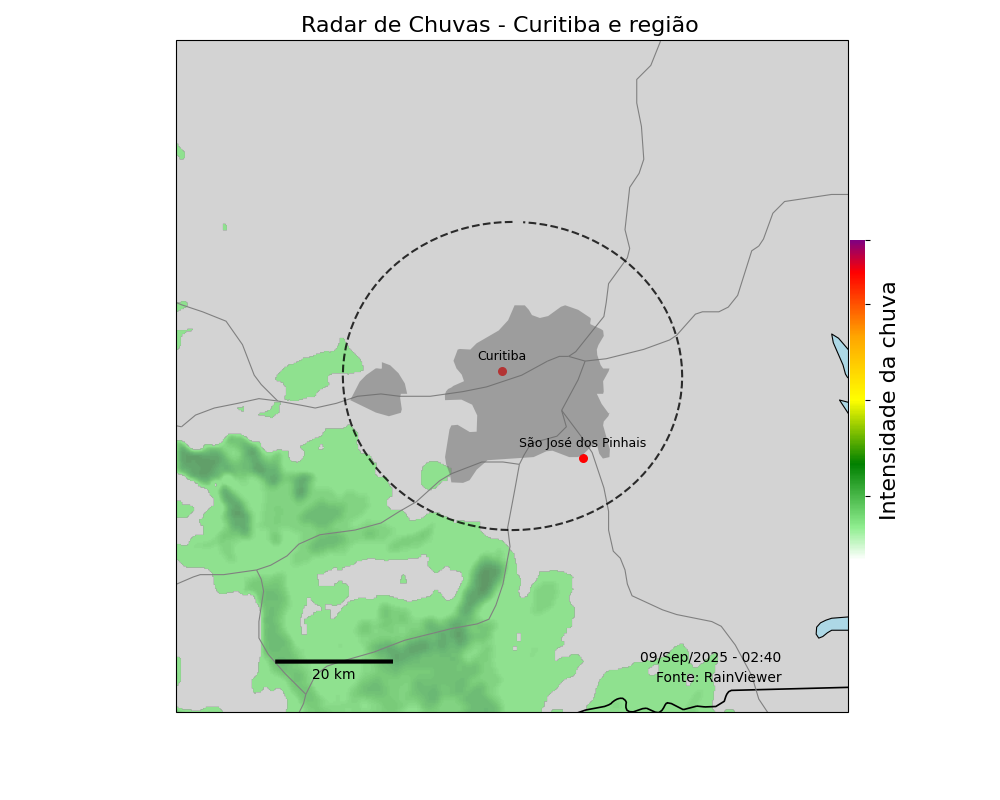 Radar de Chuvas - Curitiba e região
Curitiba
São José dos Pinhais
Intensidade da chuva
09/Sep/2025 - 02:40
Fonte: RainViewer
20 km